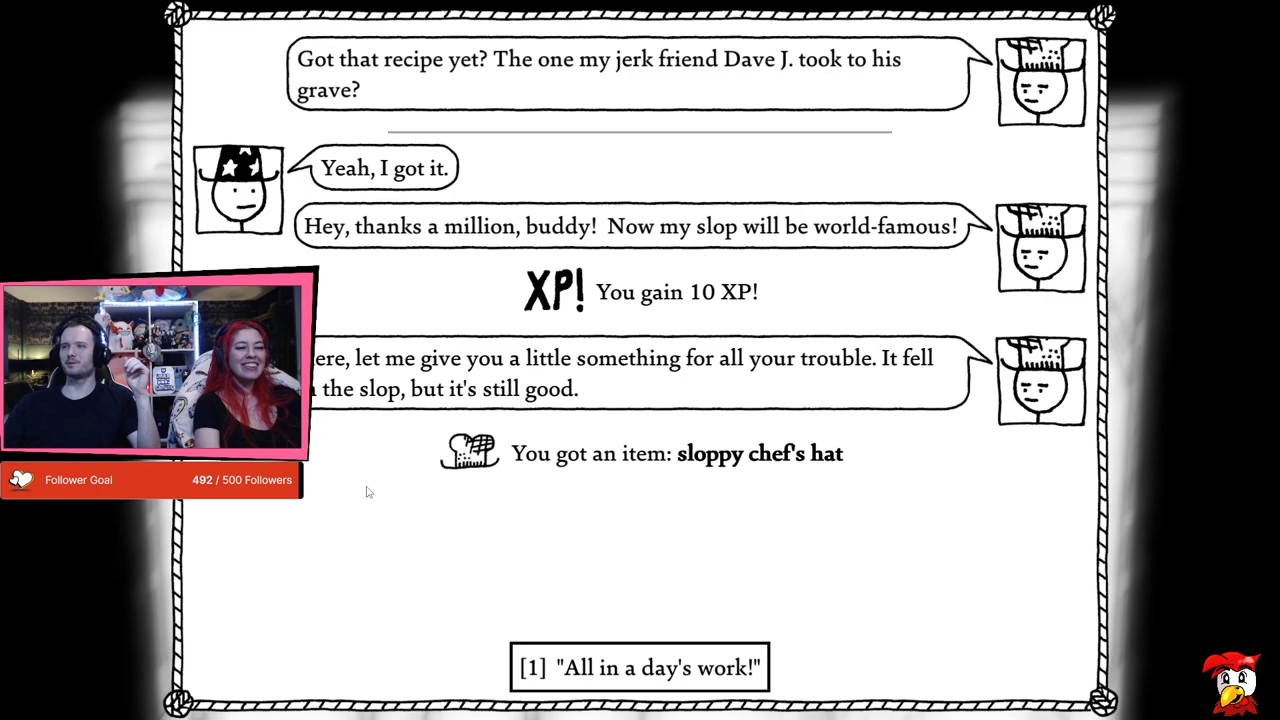 Got that recipe yet? The one my jerk friend Dave J. took to his
grave?
Yeah, I got it.
Hey, thanks a million, buddy! Now my slop will be world-famous!
XP! You gain 10 XP!
ere, let me give you a little something for all your trouble. It fell
the slop, but it's still good.
You got an item: sloppy chef's hat
Follower Goal 492 / 500 Followers
[1] "All in a day's work!"